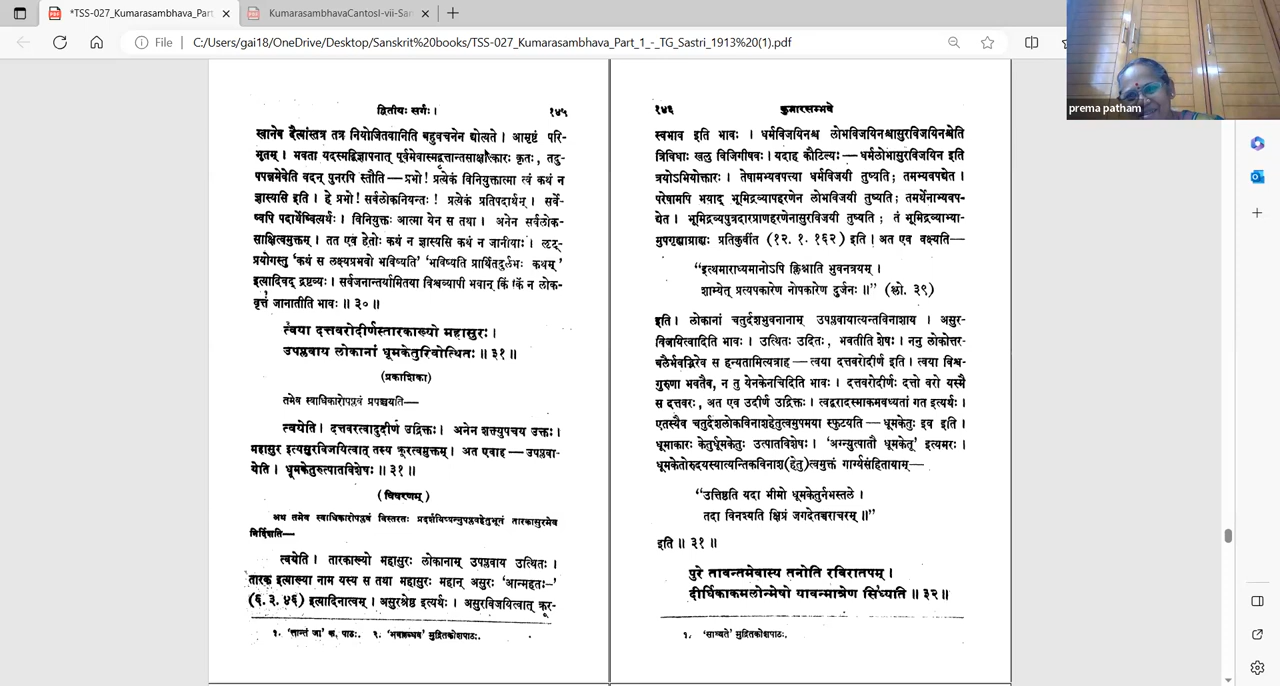 *TSS-027_Kumarasambhava_Part_
KumarasambhavaCantosI-vii-San
File
C:/Users/gai18/OneDrive/Desktop/Sanskrit%20books/TSS-027_Kumarasambhava_Part_1_-_TG_Sastri_1913%20(1).pdf
prema patham
द्वितीयः सर्गः। १४५
स्थानेव दैत्यांस्तत्र तत्र नियोजितवानिति बहुवचनेन द्योत्यते। आमृष्टं परि-
भूतम्। भवता यदस्मद्विज्ञापनात् पूर्वमेवास्मद्वृत्तान्तसाक्षात्कारः कृतः, तदु-
पपन्नमेवेति वदन् पुनरपि स्तौति—प्रभो! प्रत्येकं विनियुक्तात्मा त्वं कथं न
ज्ञास्यसि इति। हे प्रभो! सर्वलोकनियन्तः! प्रत्येकं प्रतिपदार्थम्। सर्वे-
ष्वपि पदार्थेष्वित्यर्थः। विनियुक्तः आत्मा येन स तथा। अनेन सर्वलोक-
साक्षित्वमुक्तम्। तत एव हेतोः कथं न ज्ञास्यसि कथं न जानीयाः। लृट्-
प्रयोगस्तु 'कथं स लक्ष्यप्रभवो भविष्यति' 'भविष्यति प्रार्थितदुर्लभः कथम्'
इत्यादिवद् द्रष्टव्यः। सर्वजनान्तर्यामितया विश्वव्यापी भवान् किं किं न लोक-
वृत्तं जानातीति भावः॥ ३०॥
त्वया दत्तवरोदीर्णस्तारकाख्यो महासुरः।
उपप्लवाय लोकानां धूमकेतुरिवोत्थितः॥ ३१॥
(प्रकाशिका)
तमेव स्वाधिकारोपप्लवं प्रपञ्चयति—
त्वयेति। दत्तवरत्वादुदीर्ण उद्रिक्तः। अनेन शक्त्युपचय उक्तः।
महासुर इत्यसुरविजयित्वात् तस्य क्रूरत्वमुक्तम्। अत एवाह—उपप्लवा-
येति। धूमकेतुरुत्पातविशेषः॥ ३१॥
(विवरणम्)
अथ तमेव स्वाधिकारोपप्लवं विस्तरतः प्रदर्शयिष्यन्नुपप्लवहेतुभूतं तारकासुरमेव
निर्दिशति—
त्वयेति। तारकाख्यो महासुरः लोकानाम् उपप्लवाय उत्थितः।
तारक इत्याख्या नाम यस्य स तथा महासुरः महान् असुरः 'आन्महतः—'
(६. ३. ४६) इत्यादिनात्वम्। असुरश्रेष्ठ इत्यर्थः। असुरविजयित्वात् क्रूर-
१. पाठः. २. मुद्रितकोशपाठः.
१४६ कुमारसम्भवे
स्वभाव इति भावः। धर्मविजयिनश्च लोभविजयिनश्चासुरविजयिनश्चेति
त्रिविधाः खलु विजिगीषवः। यदाह कौटिल्यः—धर्मलोभासुरविजयिन इति
त्रयोऽभियोक्तारः। तेषामभ्यवपत्त्या धर्मविजयी तुष्यति; तमभ्यवपद्येत।
परेषामपि भयाद् भूमिद्रव्यापहरणेन लोभविजयी तुष्यति; तमर्थेनाभ्यवप-
द्येत। भूमिद्रव्यपुत्रदारप्राणहरणेनासुरविजयी तुष्यति; तं भूमिद्रव्याभ्या-
मुपगृह्याग्राह्यः प्रतिकुर्वीत (१२. १. १६२) इति। अत एव वक्ष्यति—
"इत्थमाराध्यमानोऽपि क्लिश्नाति भुवनत्रयम्।
शाम्येत् प्रत्यपकारेण नोपकारेण दुर्जनः॥" (श्लो. ३९)
इति। लोकानां चतुर्दशभुवनानाम् उपप्लवायात्यन्तविनाशाय। असुर-
विजयित्वादिति भावः। उत्थितः उदितः, भवतीति शेषः। ननु लोकोत्तर-
बलैर्भवद्भिरेव स हन्यतामित्यत्राह—त्वया दत्तवरोदीर्ण इति। त्वया विश्व-
गुरुणा भवतैव, न तु येनकेनचिदिति भावः। दत्तवरोदीर्णः दत्तो वरो यस्मै
स दत्तवरः, अत एव उदीर्ण उद्रिक्तः। त्वद्वरादस्माकमवध्यतां गत इत्यर्थः।
एतस्यैव चतुर्दशलोकविनाशहेतुत्वमुपमया स्फुटयति—धूमकेतुः इव इति।
धूमाकारः केतुर्धूमकेतुः उत्पातविशेषः। 'अग्न्युत्पातौ धूमकेतू' इत्यमरः।
धूमकेतोरुदयस्यात्यन्तिकविनाश(हेतु)त्वमुक्तं गार्ग्यसंहितायाम्—
"उत्तिष्ठति यदा भीमो धूमकेतुर्नभस्तले।
तदा विनश्यति क्षिप्रं जगदेतच्चराचरम्॥"
इति॥ ३१॥
पुरे तावन्तमेवास्य तनोति रविरातपम्।
दीर्घिकाकमलोन्मेषो यावन्मात्रेण सिध्यति॥ ३२॥
१. 'साध्यते' मुद्रितकोशपाठः.